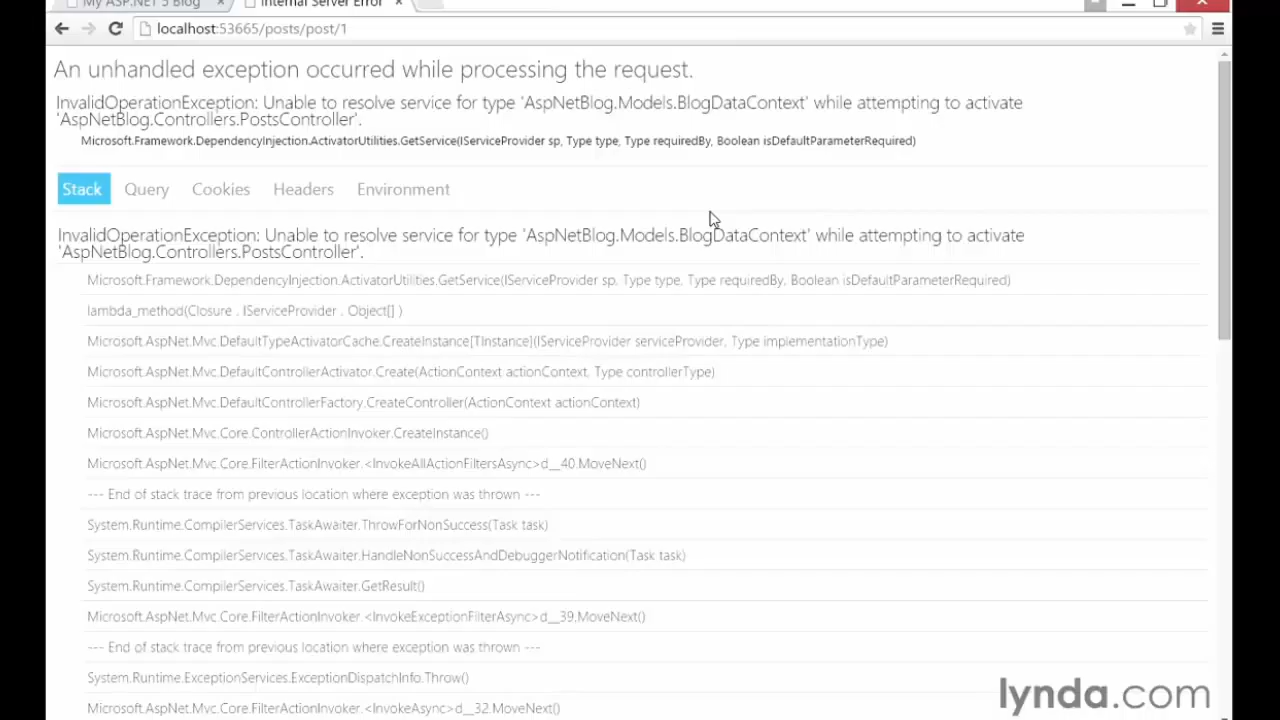 My ASP.NET 5 Blog × Internal Server Error ×
localhost:53665/posts/post/1
An unhandled exception occurred while processing the request.
InvalidOperationException: Unable to resolve service for type 'AspNetBlog.Models.BlogDataContext' while attempting to activate
'AspNetBlog.Controllers.PostsController'.
Microsoft.Framework.DependencyInjection.ActivatorUtilities.GetService(IServiceProvider sp, Type type, Type requiredBy, Boolean isDefaultParameterRequired)
Stack Query Cookies Headers Environment
InvalidOperationException: Unable to resolve service for type 'AspNetBlog.Models.BlogDataContext' while attempting to activate
'AspNetBlog.Controllers.PostsController'.
Microsoft.Framework.DependencyInjection.ActivatorUtilities.GetService(IServiceProvider sp, Type type, Type requiredBy, Boolean isDefaultParameterRequired)
lambda_method(Closure , IServiceProvider , Object[] )
Microsoft.AspNet.Mvc.DefaultTypeActivatorCache.CreateInstance[TInstance](IServiceProvider serviceProvider, Type implementationType)
Microsoft.AspNet.Mvc.DefaultControllerActivator.Create(ActionContext actionContext, Type controllerType)
Microsoft.AspNet.Mvc.DefaultControllerFactory.CreateController(ActionContext actionContext)
Microsoft.AspNet.Mvc.Core.ControllerActionInvoker.CreateInstance()
Microsoft.AspNet.Mvc.Core.FilterActionInvoker.<InvokeAllActionFiltersAsync>d__40.MoveNext()
--- End of stack trace from previous location where exception was thrown ---
System.Runtime.CompilerServices.TaskAwaiter.ThrowForNonSuccess(Task task)
System.Runtime.CompilerServices.TaskAwaiter.HandleNonSuccessAndDebuggerNotification(Task task)
System.Runtime.CompilerServices.TaskAwaiter.GetResult()
Microsoft.AspNet.Mvc.Core.FilterActionInvoker.<InvokeExceptionFilterAsync>d__39.MoveNext()
--- End of stack trace from previous location where exception was thrown ---
System.Runtime.ExceptionServices.ExceptionDispatchInfo.Throw()
Microsoft.AspNet.Mvc.Core.FilterActionInvoker.<InvokeAsync>d__32.MoveNext()
lynda.com